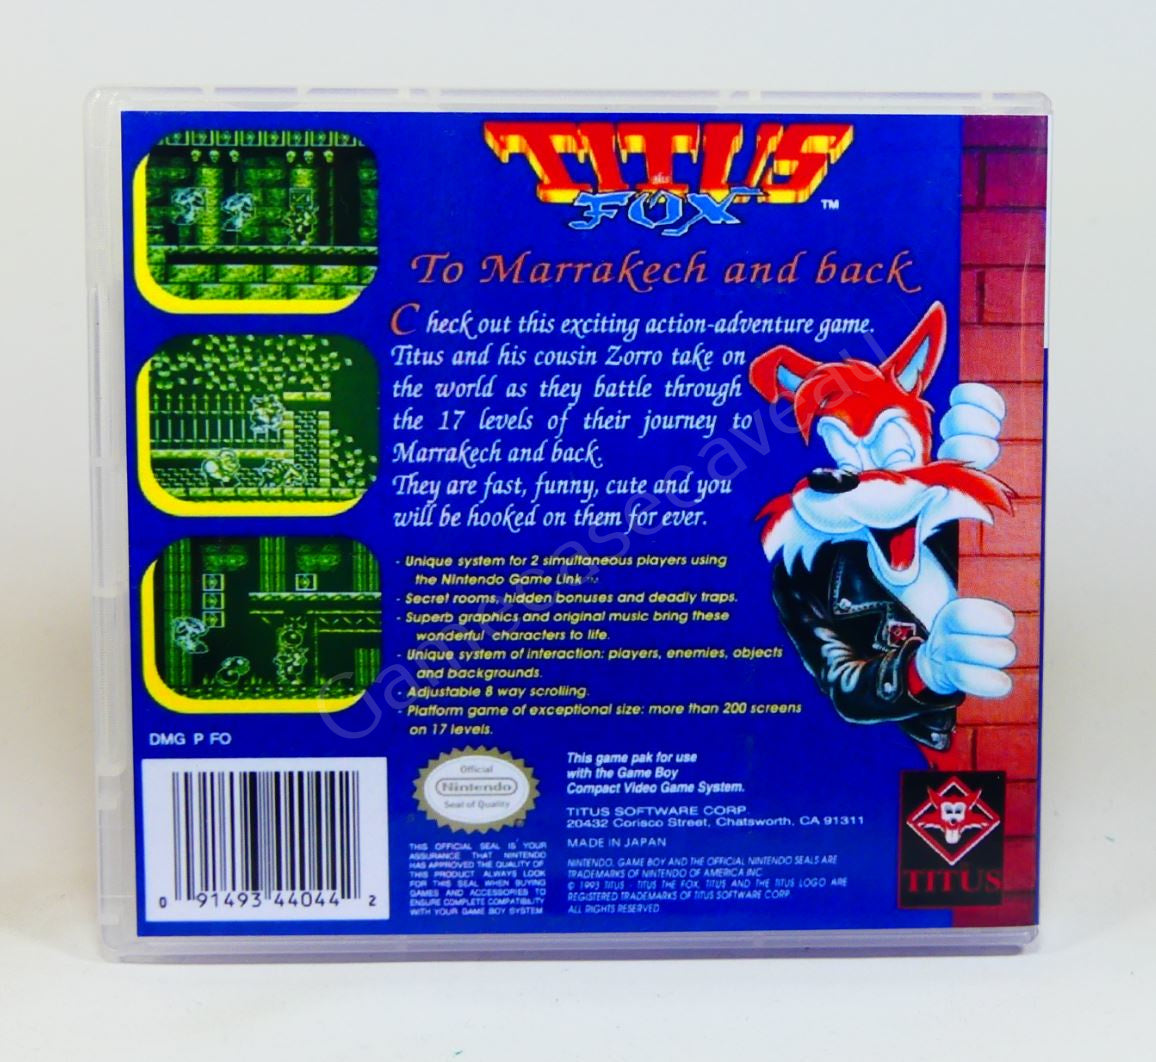 TITUS
the
FOX
TM
To Marrakech and back
Check out this exciting action-adventure game.
Titus and his cousin Zorro take on
the world as they battle through
the 17 levels of their journey to
Marrakech and back.
They are fast, funny, cute and you
will be hooked on them for ever.
- Unique system for 2 simultaneous players using
the Nintendo Game Link TM
- Secret rooms, hidden bonuses and deadly traps.
- Superb graphics and original music bring these
wonderful characters to life.
- Unique system of interaction: players, enemies, objects
and backgrounds.
- Adjustable 8 way scrolling.
- Platform game of exceptional size: more than 200 screens
on 17 levels.
DMG P FO
0 91493 44044 2
Official
Nintendo
Seal of Quality
®
THIS OFFICIAL SEAL IS YOUR
ASSURANCE THAT NINTENDO
HAS APPROVED THE QUALITY OF
THIS PRODUCT. ALWAYS LOOK
FOR THIS SEAL WHEN BUYING
GAMES AND ACCESSORIES TO
ENSURE COMPLETE COMPATIBILITY
WITH YOUR GAME BOY SYSTEM
This game pak for use
with the Game Boy
Compact Video Game System.
TITUS SOFTWARE CORP.
20432 Corisco Street, Chatsworth, CA 91311
MADE IN JAPAN
NINTENDO, GAME BOY AND THE OFFICIAL NINTENDO SEALS ARE
TRADEMARKS OF NINTENDO OF AMERICA INC.
© 1993 TITUS - TITUS THE FOX, TITUS AND THE TITUS LOGO ARE
REGISTERED TRADEMARKS OF TITUS SOFTWARE CORP.
ALL RIGHTS RESERVED.
TITUS
Gamecasecaveau